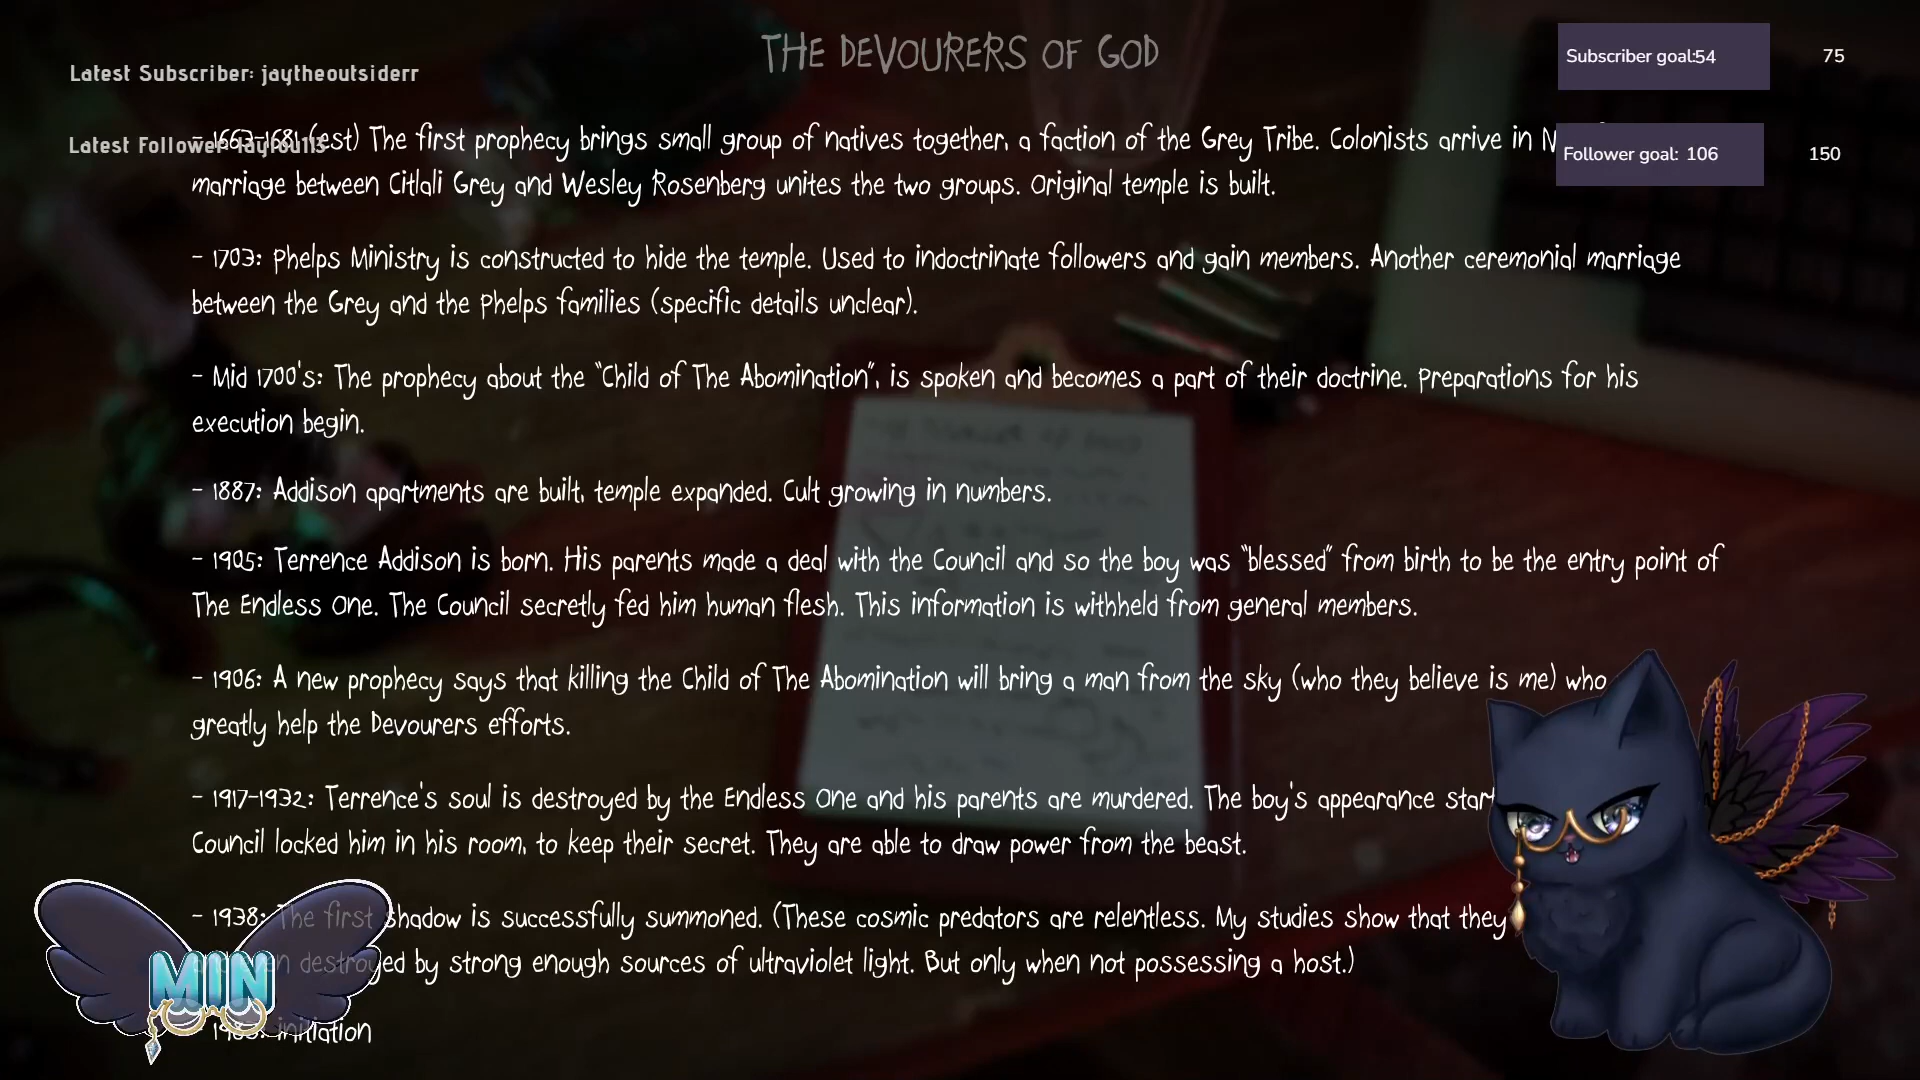 THE DEVOURERS OF GOD
Subscriber goal:54 75
Latest Subscriber: jaytheoutsiderr
- 1663-1681 (est) The first prophecy brings small group of natives together, a faction of the Grey Tribe. Colonists arrive in
Latest Follower:
Follower goal: 106 150
marriage between Citlali Grey and Wesley Rosenberg unites the two groups. Original temple is built.
- 1703: Phelps Ministry is constructed to hide the temple. Used to indoctrinate followers and gain members. Another ceremonial marriage
between the Grey and the Phelps families (specific details unclear).
- Mid 1700's: The prophecy about the "Child of The Abomination", is spoken and becomes a part of their doctrine. Preparations for his
execution begin.
- 1887: Addison apartments are built, temple expanded. Cult growing in numbers.
- 1905: Terrence Addison is born. His parents made a deal with the Council and so the boy was "blessed" from birth to be the entry point of
The Endless One. The Council secretly fed him human flesh. This information is withheld from general members.
- 1906: A new prophecy says that killing the Child of The Abomination will bring a man from the sky (who they believe is me) who
greatly help the Devourers efforts.
- 1917-1932: Terrence's soul is destroyed by the Endless One and his parents are murdered. The boy's appearance start
Council locked him in his room, to keep their secret. They are able to draw power from the beast.
- 1938: The first shadow is successfully summoned. (These cosmic predators are relentless. My studies show that they
destroyed by strong enough sources of ultraviolet light. But only when not possessing a host.)
MIN
initiation